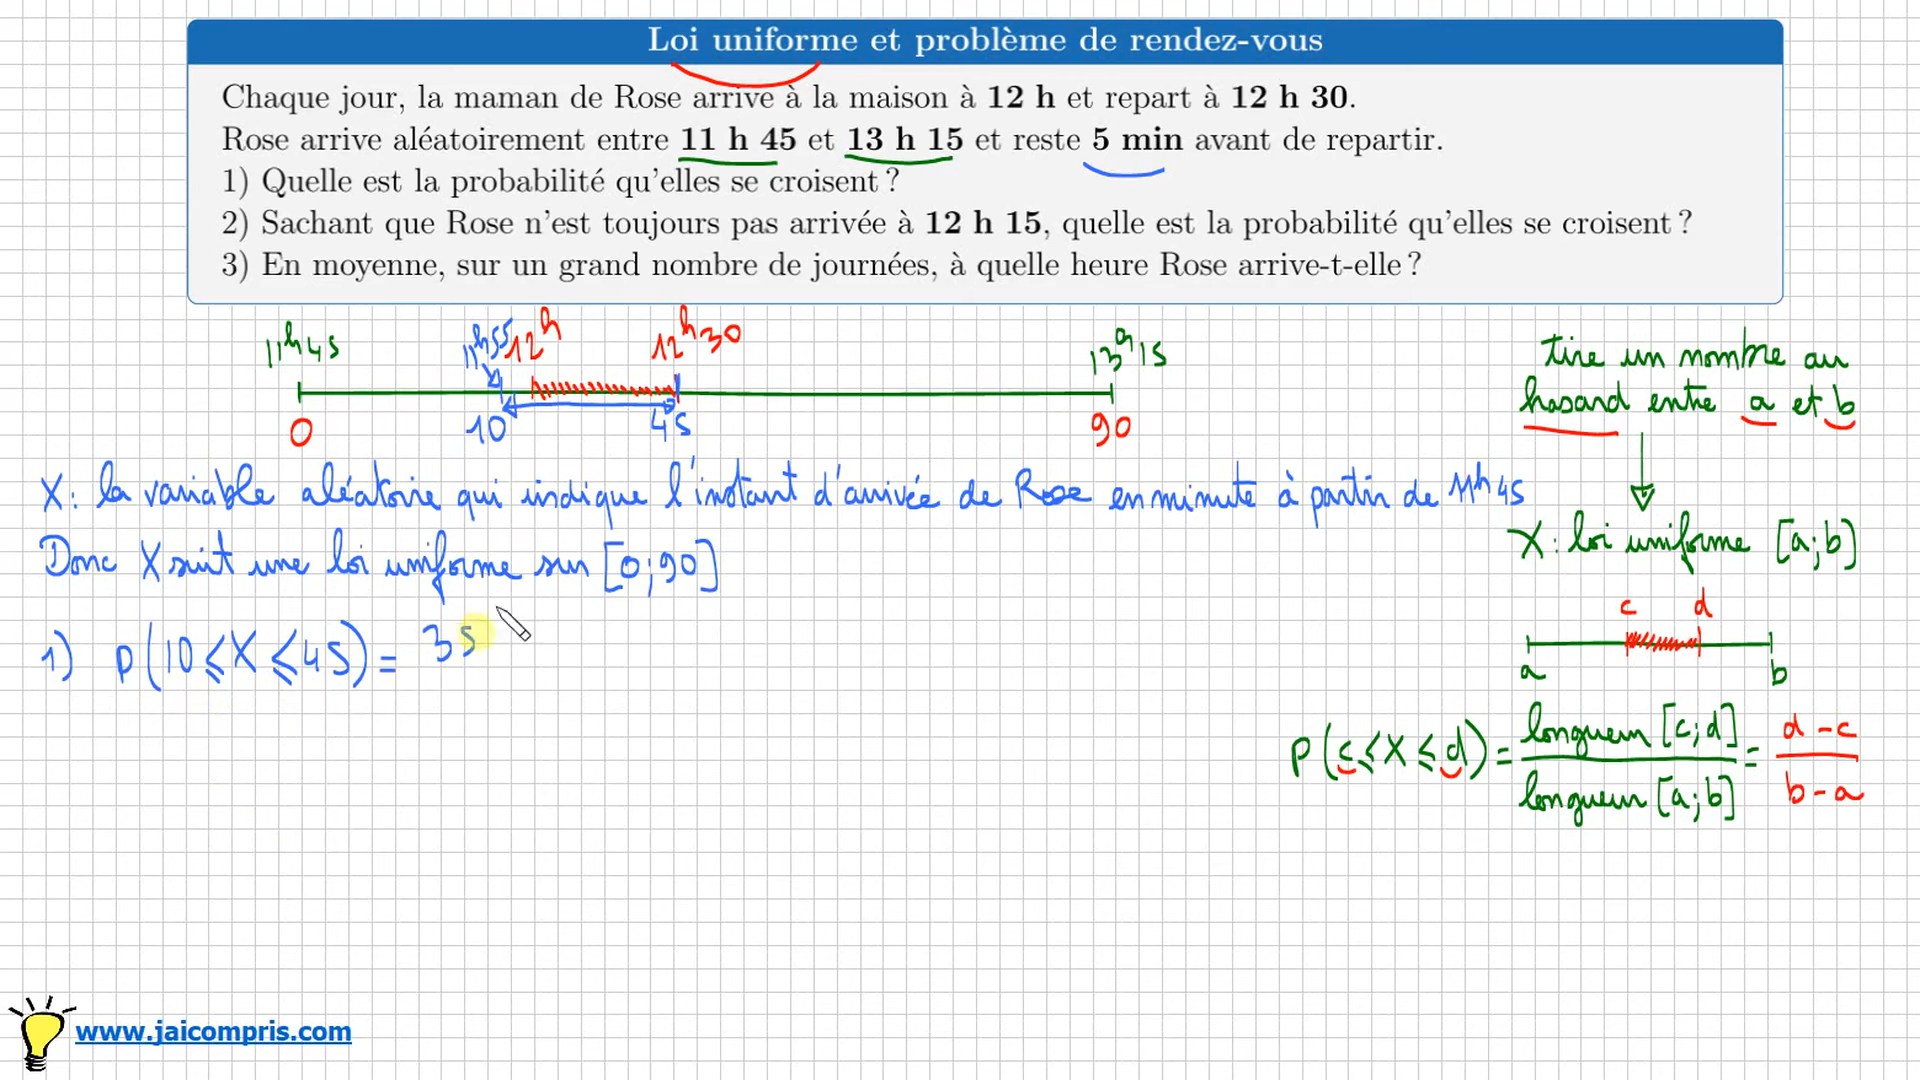 Loi uniforme et problème de rendez-vous
Chaque jour, la maman de Rose arrive à la maison à 12 h et repart à 12 h 30.
Rose arrive aléatoirement entre 11 h 45 et 13 h 15 et reste 5 min avant de repartir.
1) Quelle est la probabilité qu'elles se croisent ?
2) Sachant que Rose n'est toujours pas arrivée à 12 h 15, quelle est la probabilité qu'elles se croisent ?
3) En moyenne, sur un grand nombre de journées, à quelle heure Rose arrive-t-elle ?
11h45 11h55 12h 12h30 13h15
0 10 45 90
X : la variable aléatoire qui indique l'instant d'arrivée de Rose en minute à partir de 11h45
Donc X suit une loi uniforme sur [0;90]
1) P(10 ≤ X ≤ 45) = 35
tire un nombre au
hasard entre a et b
X : loi uniforme [a;b]
c d
a b
P(c ≤ X ≤ d) = longueur [c;d] / longueur [a;b] = d - c / b - a
www.jaicompris.com